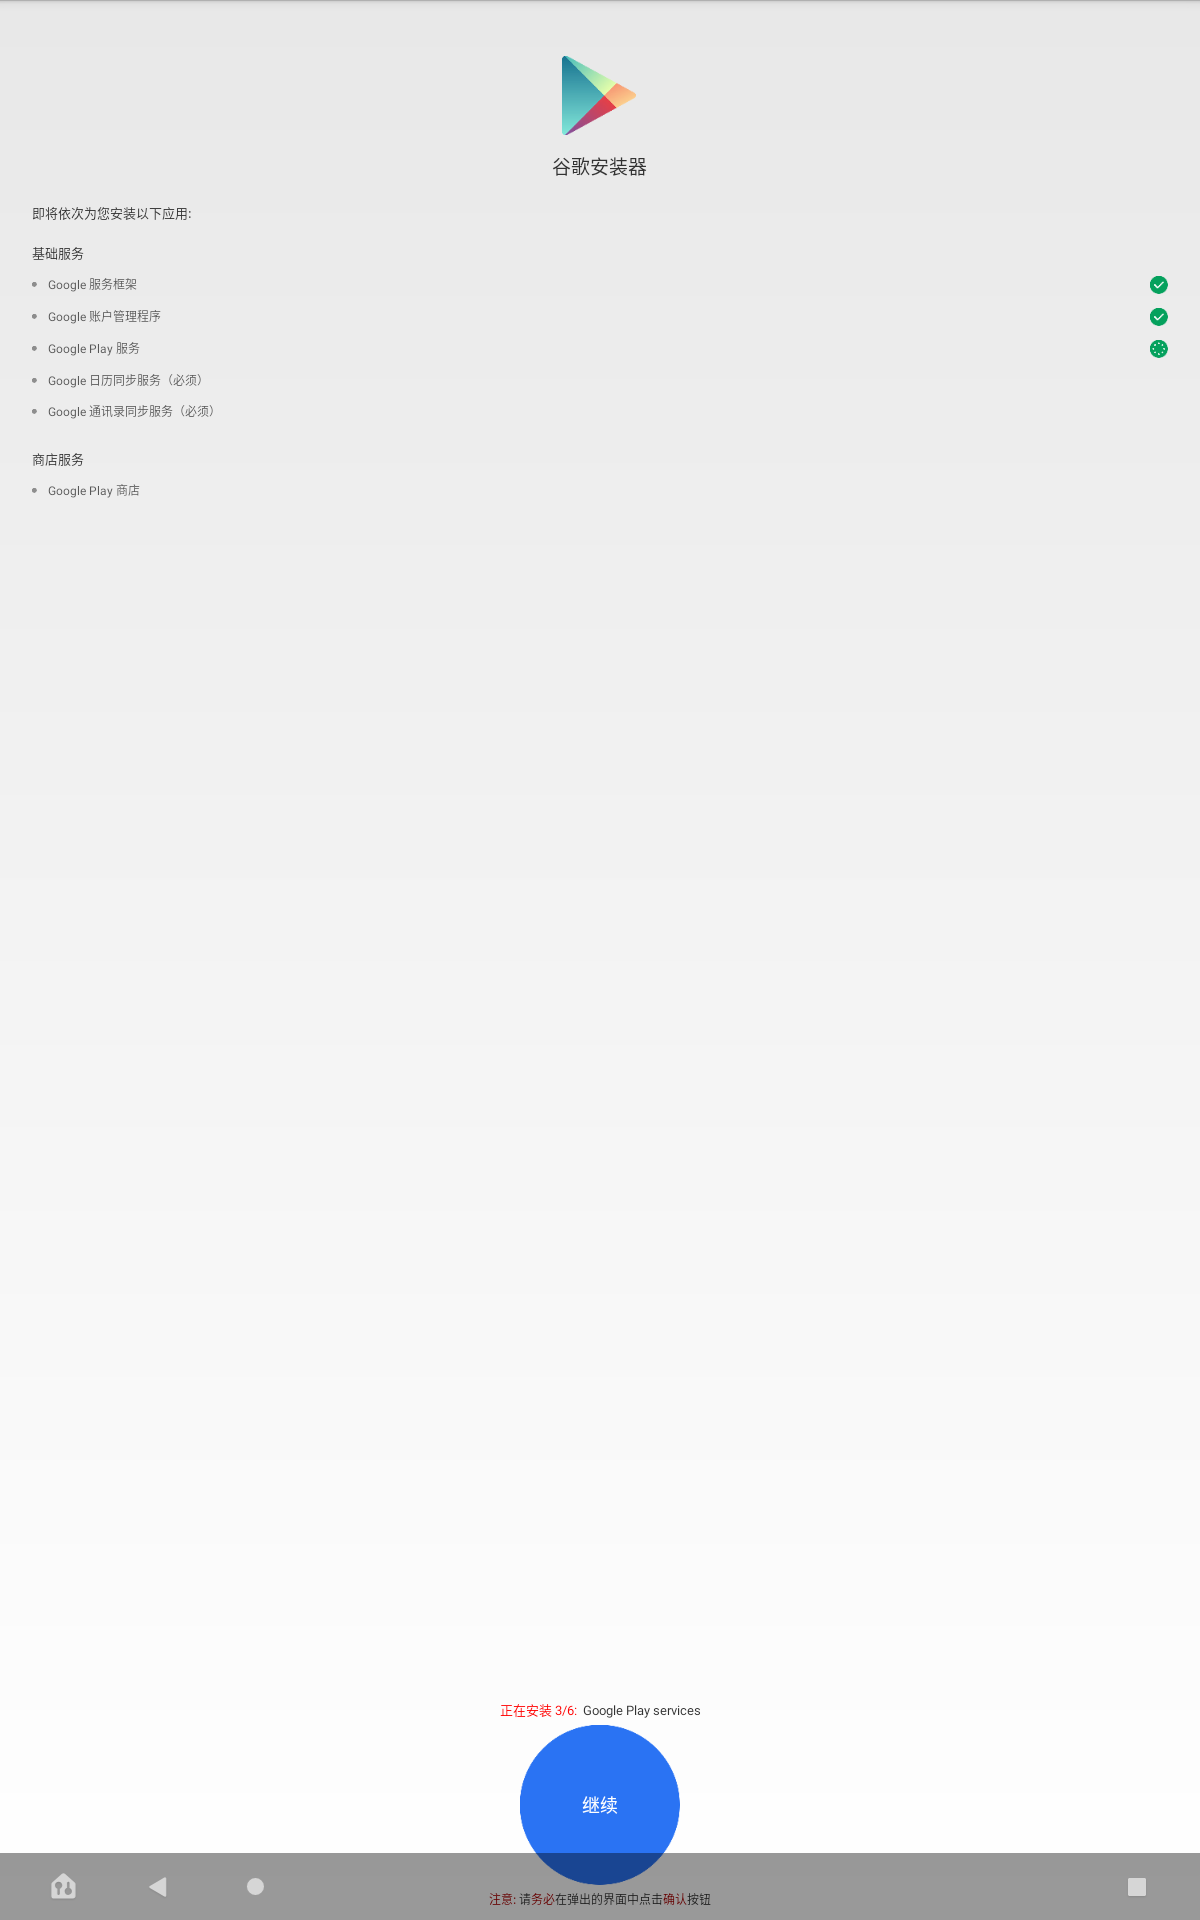 谷歌安装器
即将依次为您安装以下应用:
基础服务
Google 服务框架
Google 账户管理程序
Google Play 服务
Google 日历同步服务（必须）
Google 通讯录同步服务（必须）
商店服务
Google Play 商店
正在安装 3/6: Google Play services
继续
注意: 请务必在弹出的界面中点击确认按钮